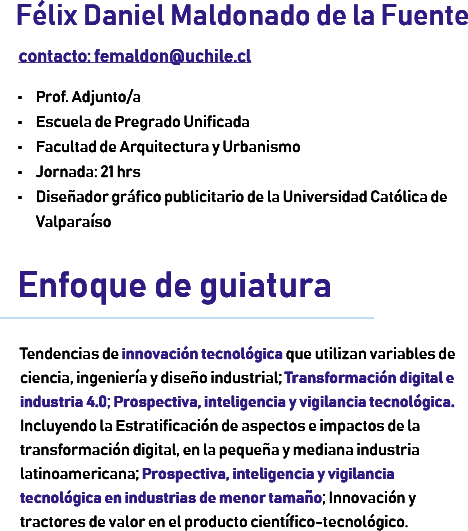 Félix Daniel Maldonado de la Fuente
contacto: femaldon@uchile.cl
• Prof. Adjunto/a
• Escuela de Pregrado Unificada
• Facultad de Arquitectura y Urbanismo
• Jornada: 21 hrs
• Diseñador gráfico publicitario de la Universidad Católica de
Valparaíso
Enfoque de guiatura
Tendencias de innovación tecnológica que utilizan variables de
ciencia, ingeniería y diseño industrial; Transformación digital e
industria 4.0; Prospectiva, inteligencia y vigilancia tecnológica.
Incluyendo la Estratificación de aspectos e impactos de la
transformación digital, en la pequeña y mediana industria
latinoamericana; Prospectiva, inteligencia y vigilancia
tecnológica en industrias de menor tamaño; Innovación y
tractores de valor en el producto científico-tecnológico.